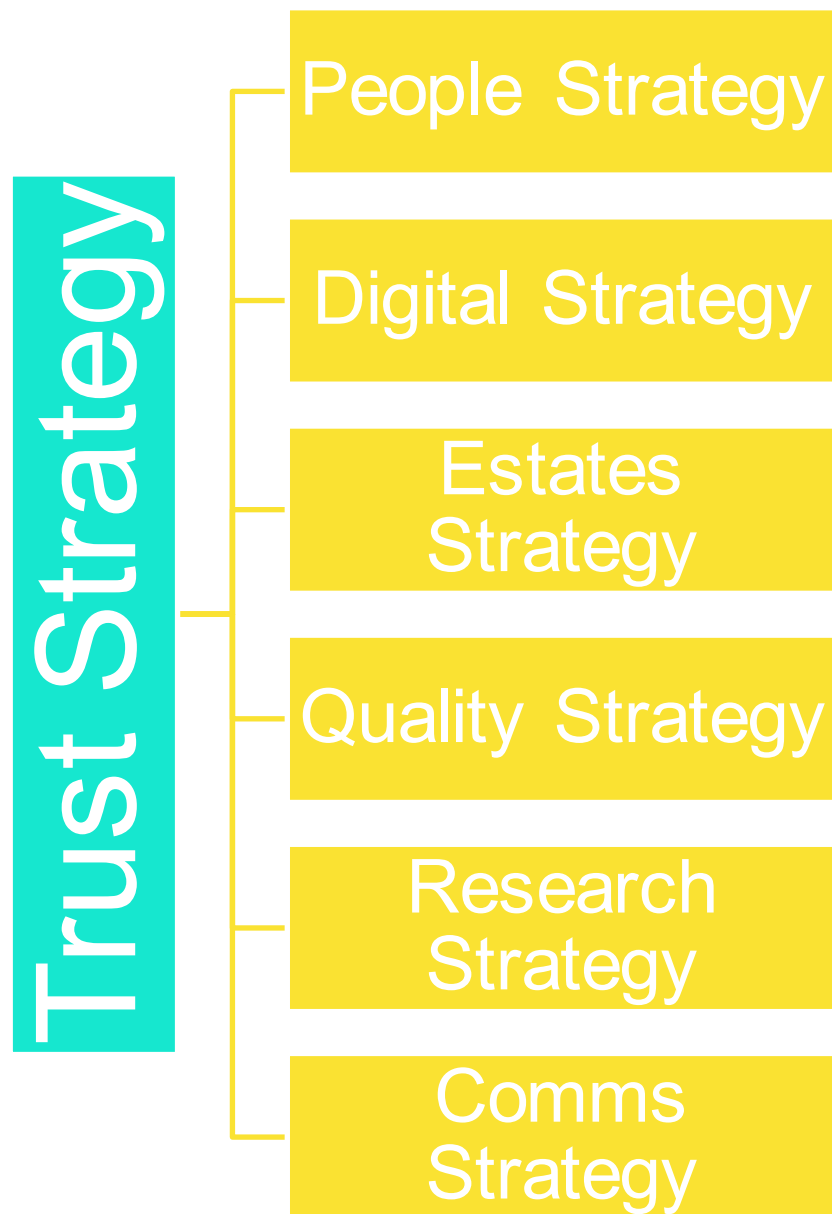 Trust Strategy
People Strategy
Digital Strategy
Estates
Strategy
Quality Strategy
Research
Strategy
Comms
Strategy